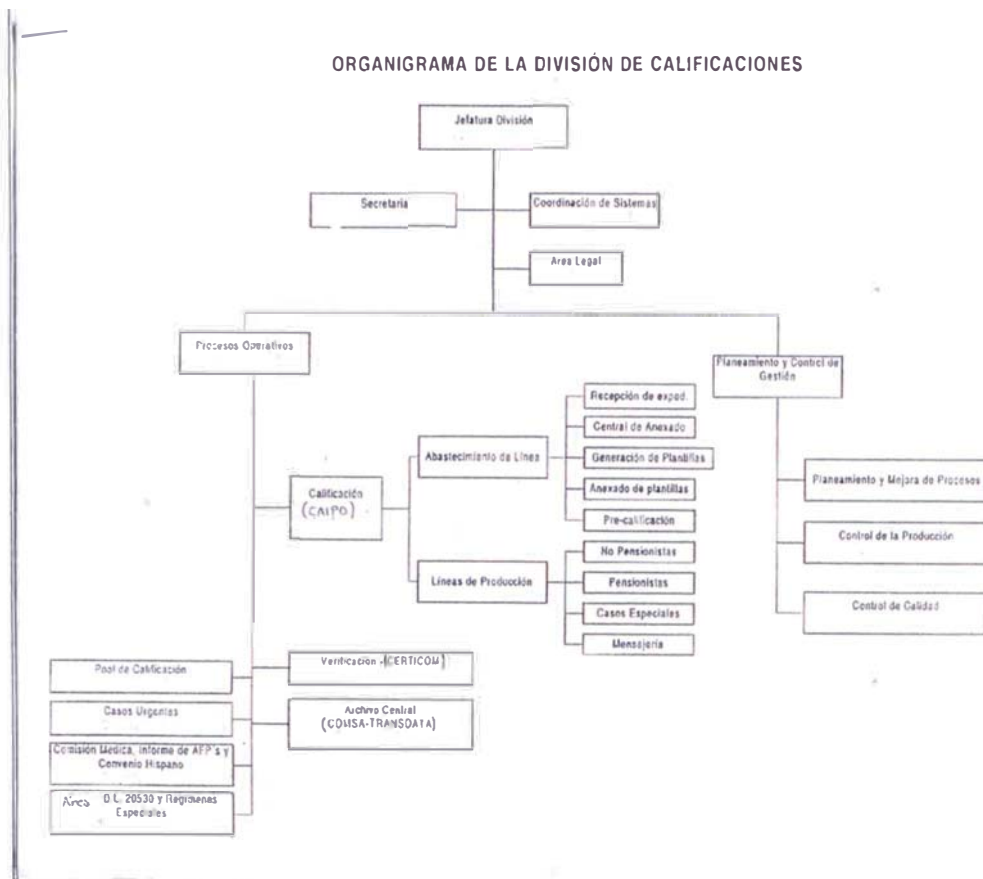 ORGANIGRAMA DE LA DIVISIÓN DE CALIFICACIONES
Jefatura División
Secretaria
Coordinación de Sistemas
Area Legal
Procesos Operativos
Planeamiento y Control de
Gestión
Recepción de exped.
Central de Anexado
Abastecimiento de Línea
Generación de Plantillas
Anexado de plantillas
Pre-calificación
Calificación
(CAIPO)
No Pensionistas
Líneas de Producción
Pensionistas
Casos Especiales
Mensajería
Planeamiento y Mejora de Procesos
Control de la Producción
Control de Calidad
Pool de Calificación
Verificación -(CERTICOM)
Casos Urgentes
Archivo Central
(COMSA-TRANSDATA)
Comisión Medica, Informe de AFP's y
Convenio Hispano
Area D.L. 20530 y Regímenes
Especiales